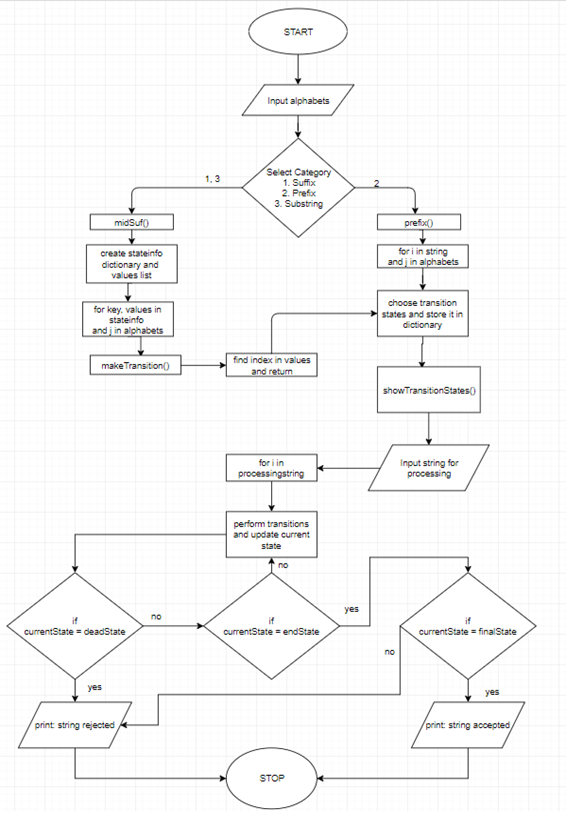 START
Input alphabets
Select Category
1. Suffix
2. Prefix
3. Substring
1, 3
2
midSuf()
prefix()
create stateinfo
dictionary and
values list
for i in string
and j in alphabets
for key, values in
stateinfo
and j in alphabets
choose transition
states and store it in
dictionary
makeTransition()
find index in values
and return
showTransitionStates()
for i in
processingstring
Input string for
processing
perform transitions
and update current
state
no
if
currentState = deadState
no
if
currentState = endState
yes
if
currentState = finalState
no
yes
yes
print: string rejected
print: string accepted
STOP